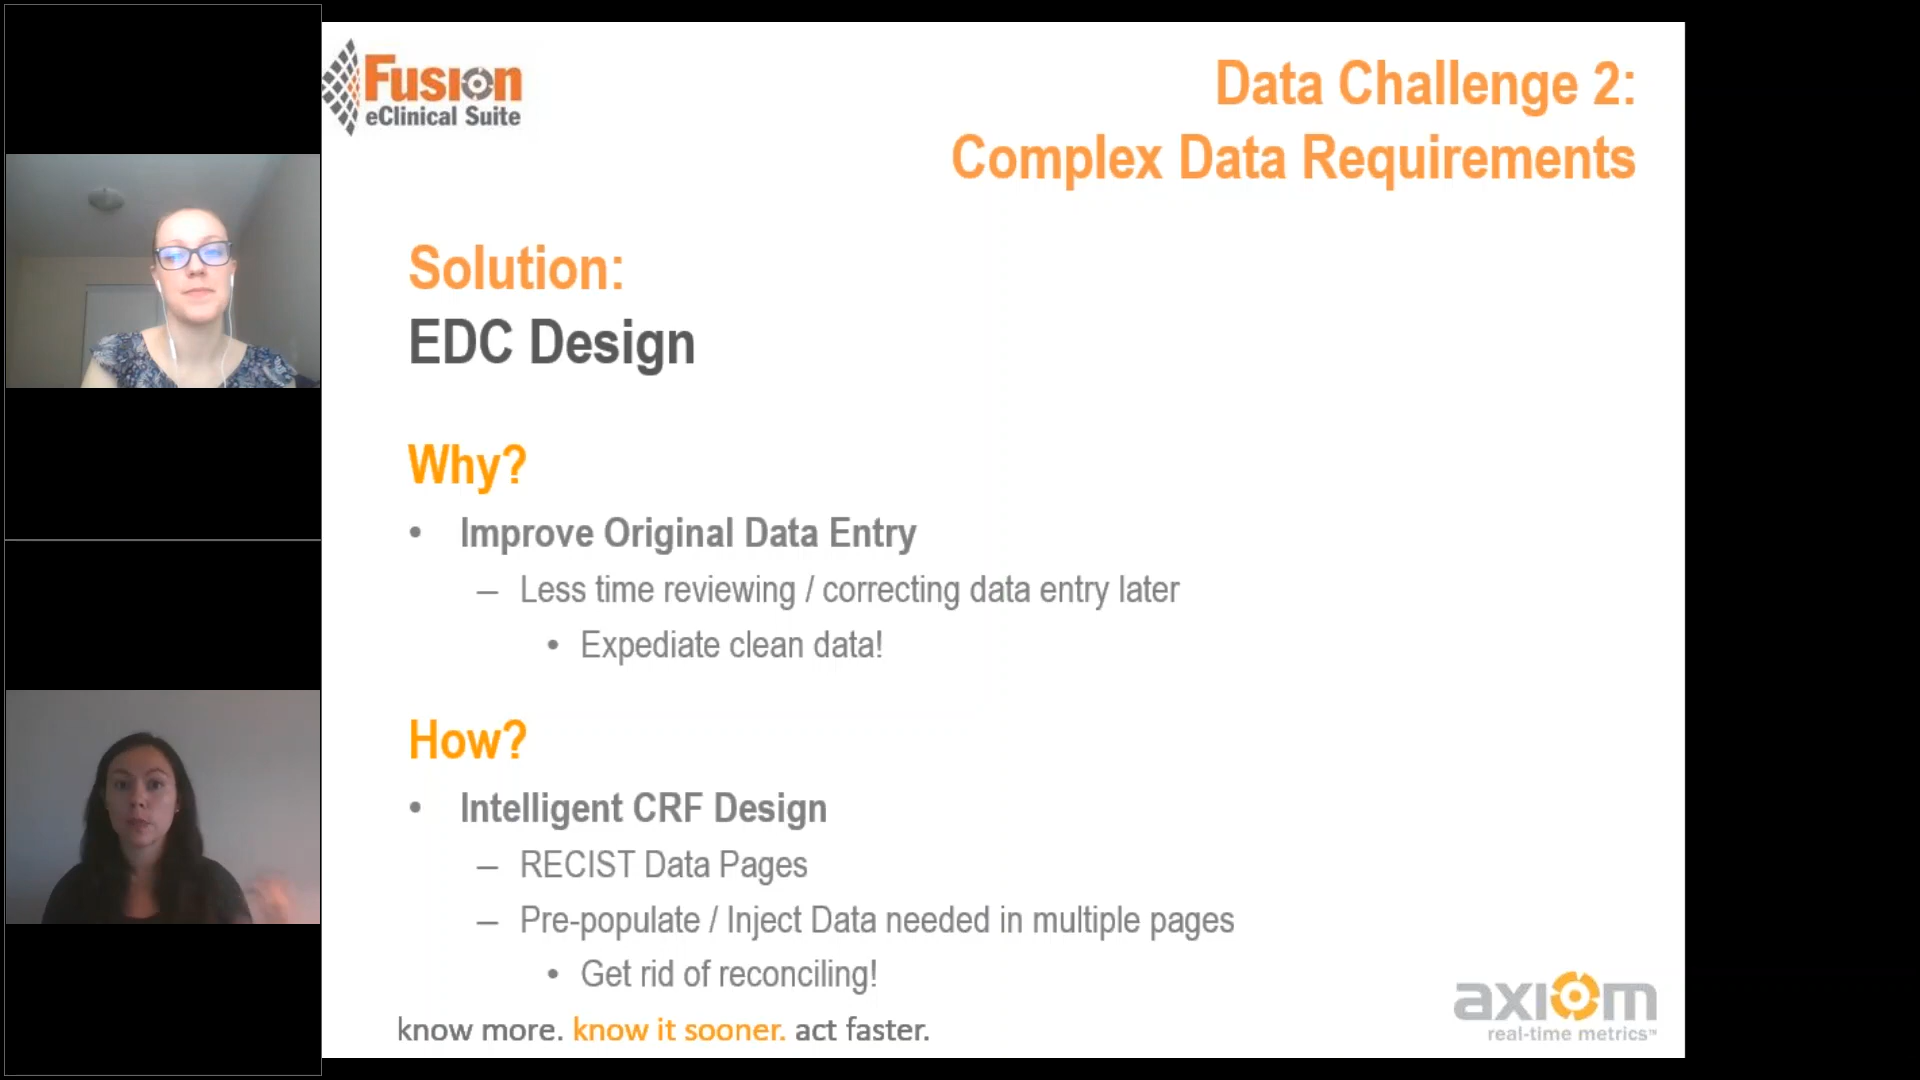 Fusion
eClinical Suite
Data Challenge 2:
Complex Data Requirements
Solution:
EDC Design
Why?
• Improve Original Data Entry
– Less time reviewing / correcting data entry later
• Expediate clean data!
How?
• Intelligent CRF Design
– RECIST Data Pages
– Pre-populate / Inject Data needed in multiple pages
• Get rid of reconciling!
know more. know it sooner. act faster.
axiom
real-time metrics™